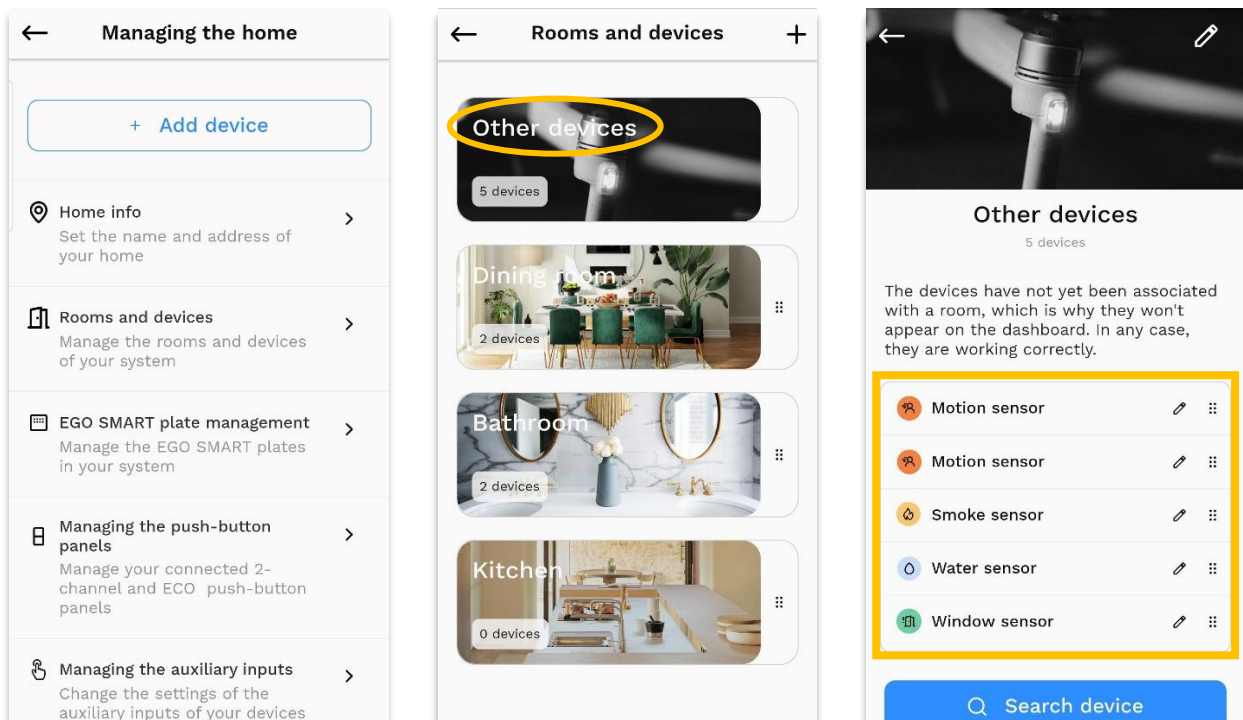 Managing the home
+ Add device
Home info
Set the name and address of
your home
Rooms and devices
Manage the rooms and devices
of your system
EGO SMART plate management
Manage the EGO SMART plates
in your system
Managing the push-button
panels
Manage your connected 2-
channel and ECO push-button
panels
Managing the auxiliary inputs
Change the settings of the
auxiliary inputs of your devices
Rooms and devices
Other devices
5 devices
Dining room
2 devices
Bathroom
2 devices
Kitchen
0 devices
Other devices
5 devices
The devices have not yet been associated
with a room, which is why they won't
appear on the dashboard. In any case,
they are working correctly.
Motion sensor
Motion sensor
Smoke sensor
Water sensor
Window sensor
Search device